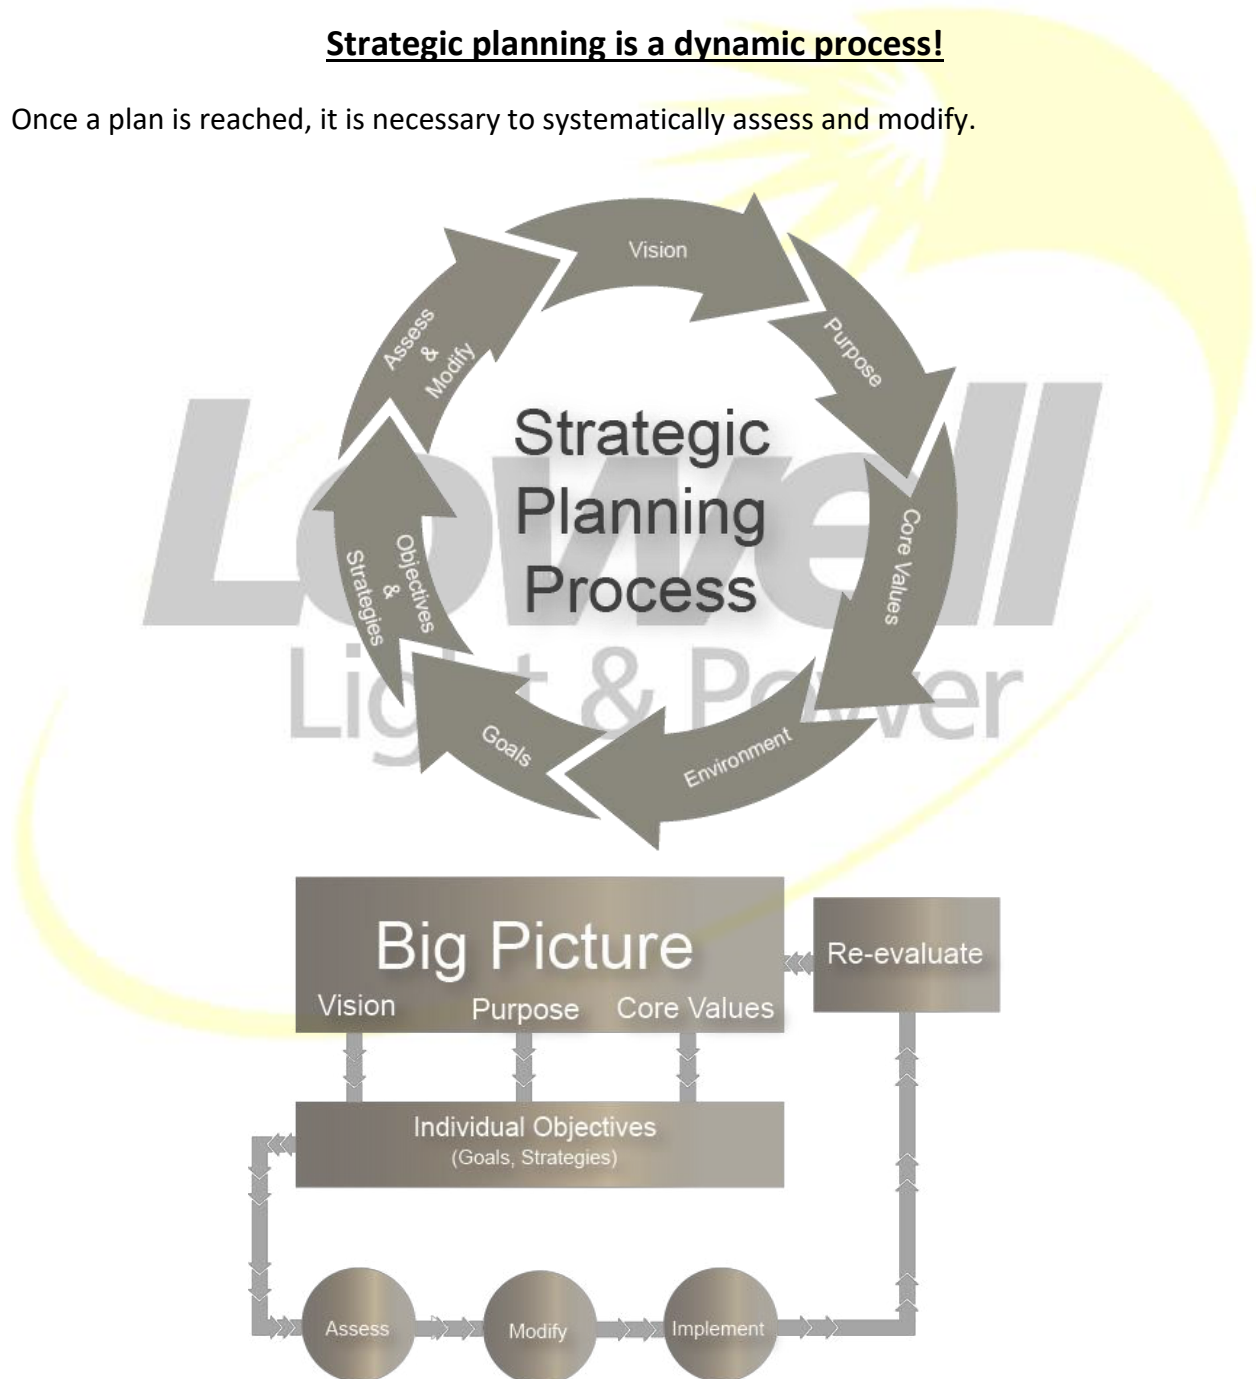 Strategic planning is a dynamic process!
Once a plan is reached, it is necessary to systematically assess and modify.
Vision
Purpose
Core Values
Environment
Goals
Objectives
&
Strategies
Assess
&
Modify
Strategic
Planning
Process
Lowell
Light & Power
Big Picture
Vision Purpose Core Values
Re-evaluate
Individual Objectives
(Goals, Strategies)
Assess
Modify
Implement